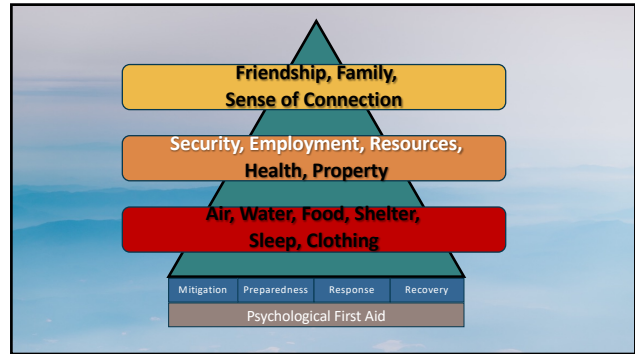 Friendship, Family,
Sense of Connection
Security, Employment, Resources,
Health, Property
Air, Water, Food, Shelter,
Sleep, Clothing
Mitigation Preparedness Response Recovery
Psychological First Aid